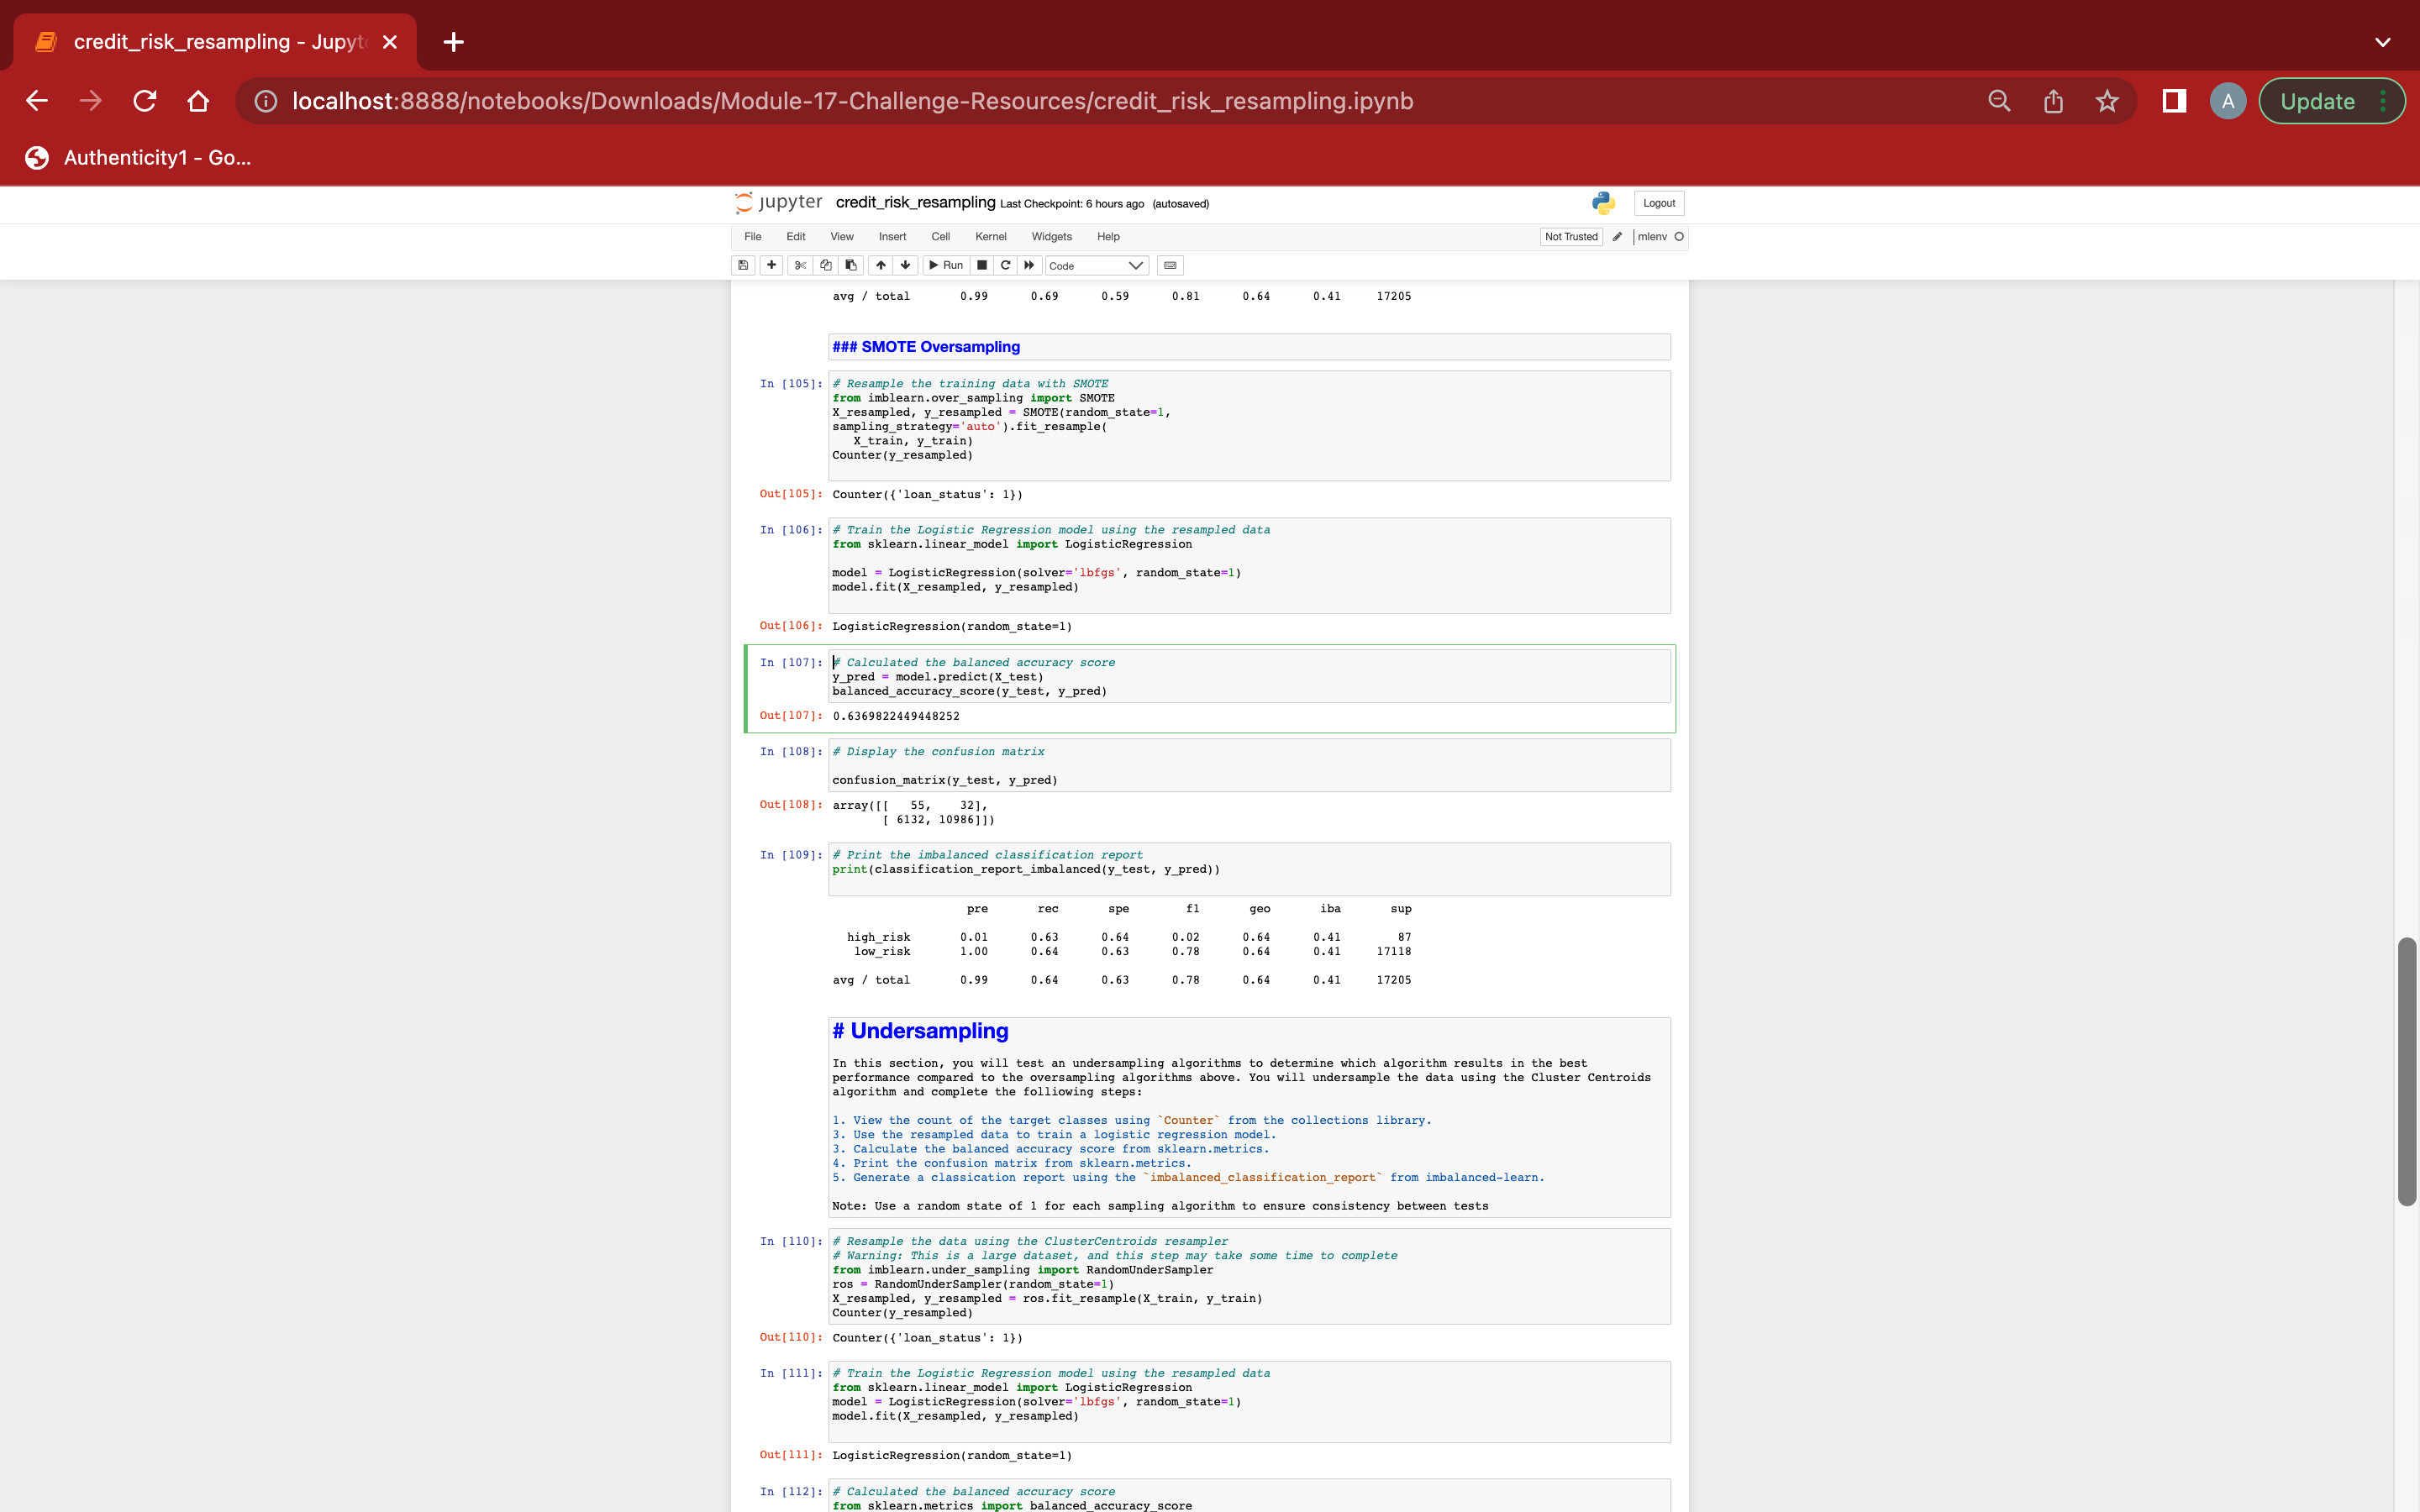 credit_risk_resampling - Jupyt
localhost:8888/notebooks/Downloads/Module-17-Challenge-Resources/credit_risk_resampling.ipynb
A
Update
Authenticity1 - Go...
jupyter credit_risk_resampling Last Checkpoint: 6 hours ago (autosaved)
Logout
File Edit View Insert Cell Kernel Widgets Help
Not Trusted mlenv
Run Code
avg / total 0.99 0.69 0.59 0.81 0.64 0.41 17205
### SMOTE Oversampling
In [105]: # Resample the training data with SMOTE
from imblearn.over_sampling import SMOTE
X_resampled, y_resampled = SMOTE(random_state=1,
sampling_strategy='auto').fit_resample(
X_train, y_train)
Counter(y_resampled)
Out[105]: Counter({'loan_status': 1})
In [106]: # Train the Logistic Regression model using the resampled data
from sklearn.linear_model import LogisticRegression
model = LogisticRegression(solver='lbfgs', random_state=1)
model.fit(X_resampled, y_resampled)
Out[106]: LogisticRegression(random_state=1)
In [107]: # Calculated the balanced accuracy score
y_pred = model.predict(X_test)
balanced_accuracy_score(y_test, y_pred)
Out[107]: 0.6369822449448252
In [108]: # Display the confusion matrix
confusion_matrix(y_test, y_pred)
Out[108]: array([[ 55, 32],
[ 6132, 10986]])
In [109]: # Print the imbalanced classification report
print(classification_report_imbalanced(y_test, y_pred))
pre rec spe f1 geo iba sup
high_risk 0.01 0.63 0.64 0.02 0.64 0.41 87
low_risk 1.00 0.64 0.63 0.78 0.64 0.41 17118
avg / total 0.99 0.64 0.63 0.78 0.64 0.41 17205
# Undersampling
In this section, you will test an undersampling algorithms to determine which algorithm results in the best
performance compared to the oversampling algorithms above. You will undersample the data using the Cluster Centroids
algorithm and complete the folliowing steps:
1. View the count of the target classes using `Counter` from the collections library.
3. Use the resampled data to train a logistic regression model.
3. Calculate the balanced accuracy score from sklearn.metrics.
4. Print the confusion matrix from sklearn.metrics.
5. Generate a classication report using the `imbalanced_classification_report` from imbalanced-learn.
Note: Use a random state of 1 for each sampling algorithm to ensure consistency between tests
In [110]: # Resample the data using the ClusterCentroids resampler
# Warning: This is a large dataset, and this step may take some time to complete
from imblearn.under_sampling import RandomUnderSampler
ros = RandomUnderSampler(random_state=1)
X_resampled, y_resampled = ros.fit_resample(X_train, y_train)
Counter(y_resampled)
Out[110]: Counter({'loan_status': 1})
In [111]: # Train the Logistic Regression model using the resampled data
from sklearn.linear_model import LogisticRegression
model = LogisticRegression(solver='lbfgs', random_state=1)
model.fit(X_resampled, y_resampled)
Out[111]: LogisticRegression(random_state=1)
In [112]: # Calculated the balanced accuracy score
from sklearn.metrics import balanced_accuracy_score